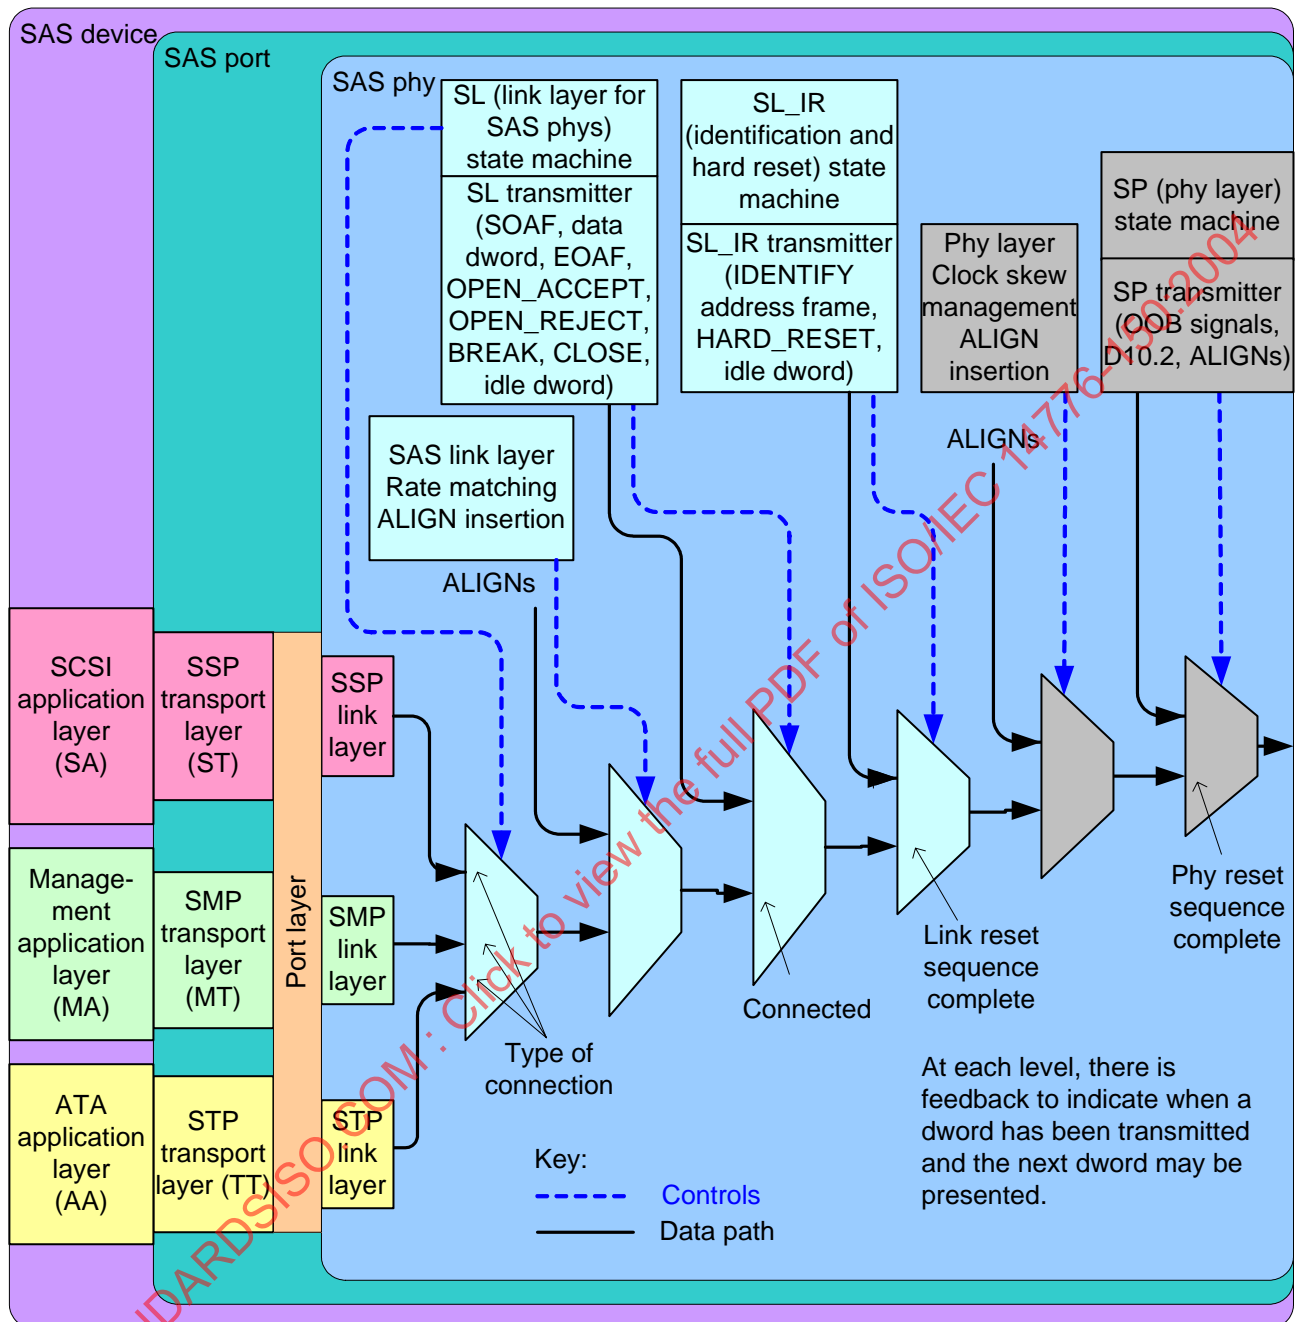 SAS device
SAS port
SAS phy
SL (link layer for
SAS phys)
state machine
SL transmitter
(SOAF, data
dword, EOAF,
OPEN_ACCEPT,
OPEN_REJECT,
BREAK, CLOSE,
idle dword)
SL_IR
(identification and
hard reset) state
machine
SL_IR transmitter
(IDENTIFY
address frame,
HARD_RESET,
idle dword)
Phy layer
Clock skew
management
ALIGN
insertion
SP (phy layer)
state machine
SP transmitter
(OOB signals,
D10.2, ALIGNs)
SAS link layer
Rate matching
ALIGN insertion
ALIGNs
ALIGNs
SCSI
application
layer
(SA)
SSP
transport
layer
(ST)
SSP
link
layer
Manage-
ment
application
layer
(MA)
SMP
transport
layer
(MT)
Port layer
SMP
link
layer
ATA
application
layer
(AA)
STP
transport
layer (TT)
STP
link
layer
Type of
connection
Connected
Link reset
sequence
complete
Phy reset
sequence
complete
At each level, there is
feedback to indicate when a
dword has been transmitted
and the next dword may be
presented.
Key:
Controls
Data path
NDARDSISO.COM : Click to view the full PDF of ISO/IEC 14776-150:2004